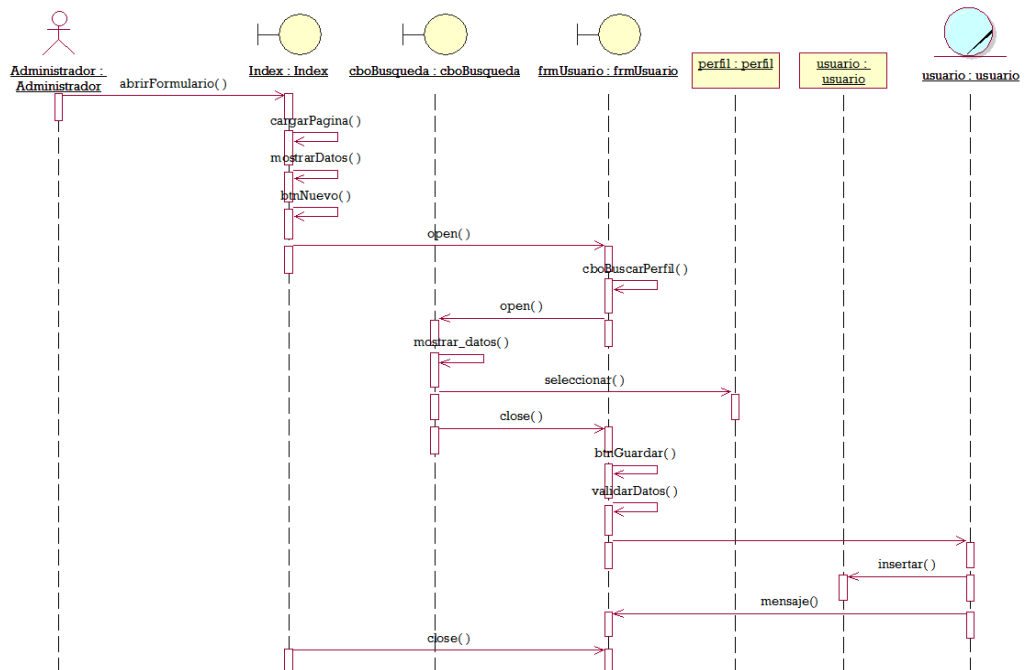 Administrador :
Administrador
Index : Index
cboBusqueda : cboBusqueda
frmUsuario : frmUsuario
perfil : perfil
usuario :
usuario
usuario : usuario
abrirFormulario( )
cargarPagina( )
mostrarDatos( )
btnNuevo( )
open( )
cboBuscarPerfil( )
open( )
mostrar_datos( )
seleccionar( )
close( )
btnGuardar( )
validarDatos( )
insertar( )
mensaje()
close( )